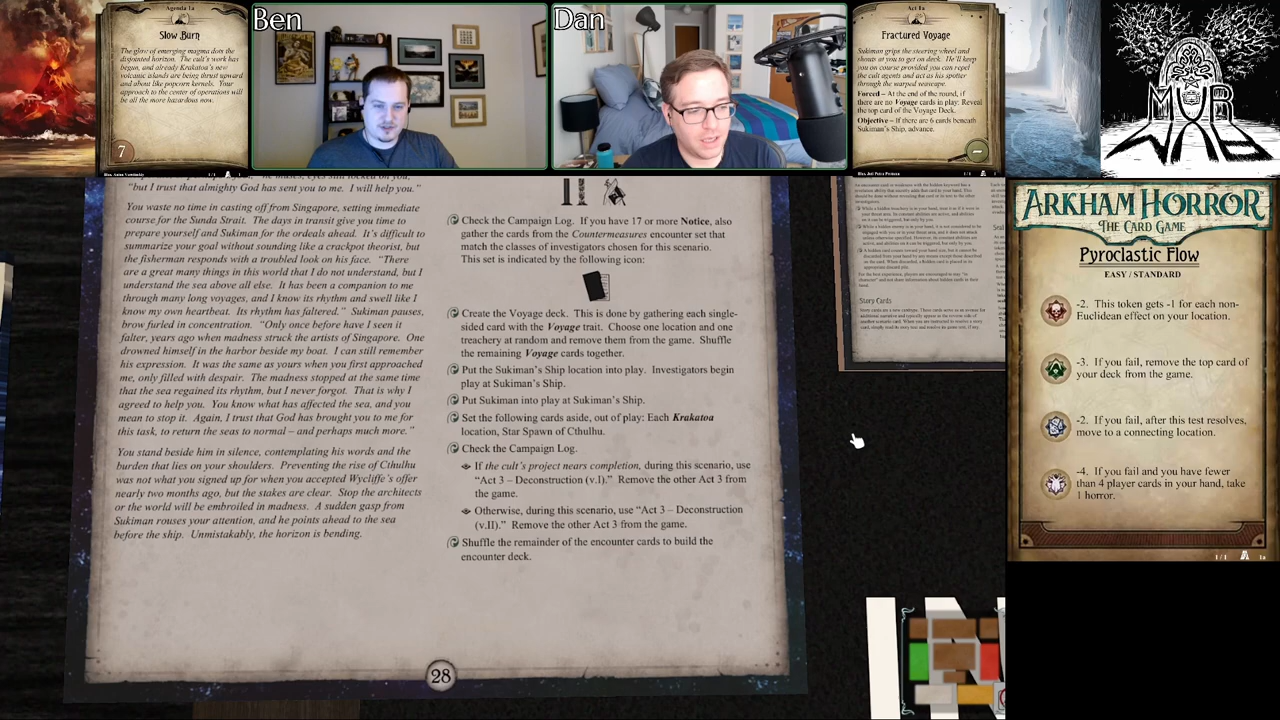 Agenda 1a
Slow Burn
The glow of emerging magma dots the
disjointed horizon. The cult's work has
begun, and already Krakatoa's new
volcanic islands are being thrust upward
and about like popcorn kernels. Your
approach to the center of operations will
be all the more hazardous now.
7
Ben
Dan
Act 1a
Fractured Voyage
Sukiman grips the steering wheel and
shouts at you to get on deck. He'll keep
you on course provided you can repel
the cult agents and act as his spotter
through the warped seascape.
Forced – At the end of the round, if
there are no Voyage cards in play: Reveal
the top card of the Voyage Deck.
Objective – If there are 6 cards beneath
Sukiman's Ship, advance.
"but I trust that almighty God has sent you to me. I will help you."
You waste no time in casting off from Singapore, setting immediate
course for the Sunda Strait. The days in transit give you time to
prepare yourself and Sukiman for the ordeals ahead. It's difficult to
summarize your goal without sounding like a crackpot theorist, but
the fisherman responds with a troubled look on his face. "There
are a great many things in this world that I do not understand, but I
understand the sea above all else. It has been a companion to me
through many long voyages, and I know its rhythm and swell like I
know my own heartbeat. Its rhythm has altered." Sukiman pauses,
brow furled in concentration. "Only once before have I seen it
falter, years ago when madness struck the artists of Singapore. One
drowned himself in the harbor beside my boat. I can still remember
his expression. It was the same as yours when you first approached
me, only filled with despair. The madness stopped at the same time
that the sea regained its rhythm, but I never forgot. That is why I
agreed to help you. You know what has affected the sea, and you
mean to stop it. Again, I trust that God has brought you to me for
this task, to return the seas to normal – and perhaps much more."
You stand beside him in silence, contemplating his words and the
burden that lies on your shoulders. Preventing the rise of Cthulhu
was not what you signed up for when you accepted Wycliffe's offer
nearly two months ago, but the stakes are clear. Stop the architects
or the world will be embroiled in madness. A sudden gasp from
Sukiman rouses your attention, and he points ahead to the sea
before the ship. Unmistakably, the horizon is bending.
Check the Campaign Log. If you have 17 or more Notice, also
gather the cards from the Countermeasures encounter set that
match the classes of investigators chosen for this scenario.
This set is indicated by the following icon:
Create the Voyage deck. This is done by gathering each single-
sided card with the Voyage trait. Choose one location and one
treachery at random and remove them from the game. Shuffle
the remaining Voyage cards together.
Put the Sukiman's Ship location into play. Investigators begin
play at Sukiman's Ship.
Put Sukiman into play at Sukiman's Ship.
Set the following cards aside, out of play: Each Krakatoa
location, Star Spawn of Cthulhu.
Check the Campaign Log.
If the cult's project nears completion, during this scenario, use
"Act 3 – Deconstruction (v.I)." Remove the other Act 3 from
the game.
Otherwise, during this scenario, use "Act 3 – Deconstruction
(v.II)." Remove the other Act 3 from the game.
Shuffle the remainder of the encounter cards to build the
encounter deck.
28
Story Cards
ARKHAM HORROR
THE CARD GAME
Pyroclastic Flow
EASY / STANDARD
-2. This token gets -1 for each non-
Euclidean effect on your location.
-3. If you fail, remove the top card of
your deck from the game.
-2. If you fail, after this test resolves,
move to a connecting location.
-4. If you fail and you have fewer
than 4 player cards in your hand, take
1 horror.
1/1
1a